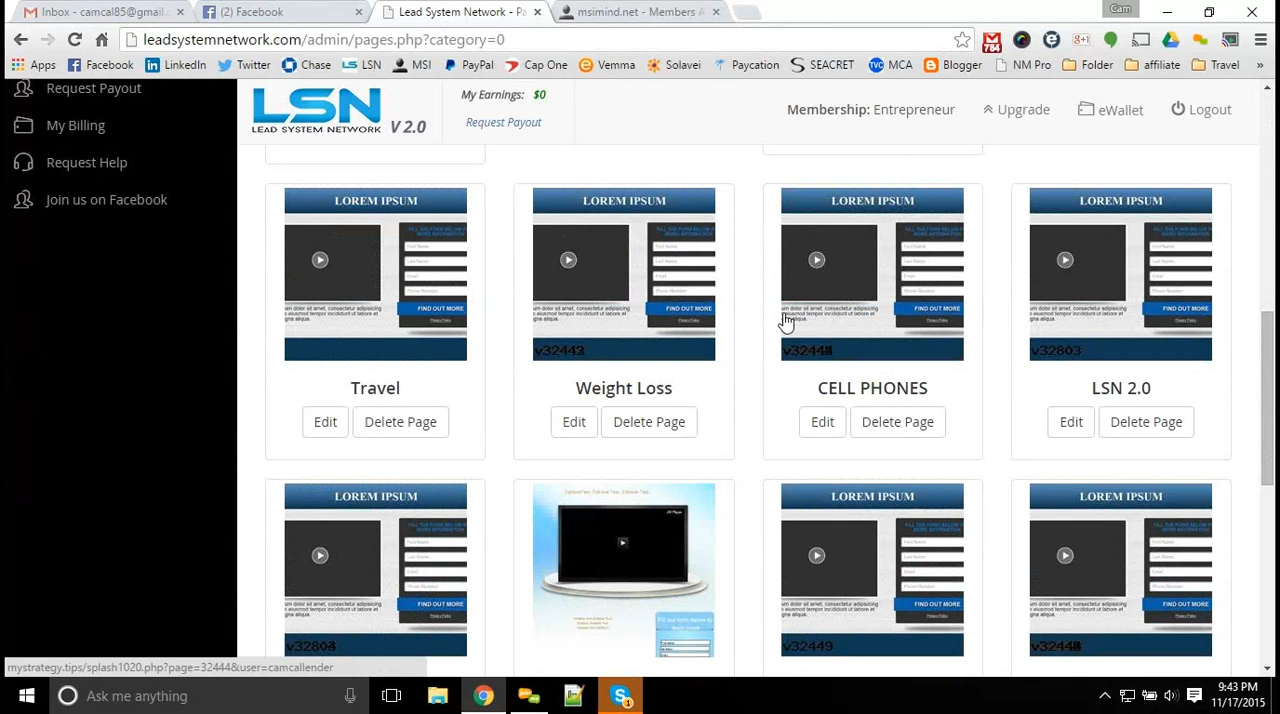 Inbox - camcal85@gmail.
(2) Facebook
Lead System Network - Pa
msimind.net - Members A
Cam
leadsystemnetwork.com/admin/pages.php?category=0
784
Apps Facebook LinkedIn Twitter Chase LSN MSI PayPal Cap One Vemma Solavei Paycation SEACRET MCA Blogger NM Pro Folder affiliate Travel »
Request Payout
My Billing
Request Help
Join us on Facebook
LSN
LEAD SYSTEM NETWORK
V 2.0
My Earnings: $0
Request Payout
Membership: Entrepreneur
Upgrade
eWallet
Logout
LOREM IPSUM
FIND OUT MORE
Travel
Edit Delete Page
LOREM IPSUM
FIND OUT MORE
Weight Loss
Edit Delete Page
LOREM IPSUM
FIND OUT MORE
CELL PHONES
Edit Delete Page
LOREM IPSUM
FIND OUT MORE
v32803
LSN 2.0
Edit Delete Page
LOREM IPSUM
FIND OUT MORE
LOREM IPSUM
FIND OUT MORE
v32449
LOREM IPSUM
FIND OUT MORE
mystrategy.tips/splash1020.php?page=32444&user=camcallender
Ask me anything
9:43 PM
11/17/2015